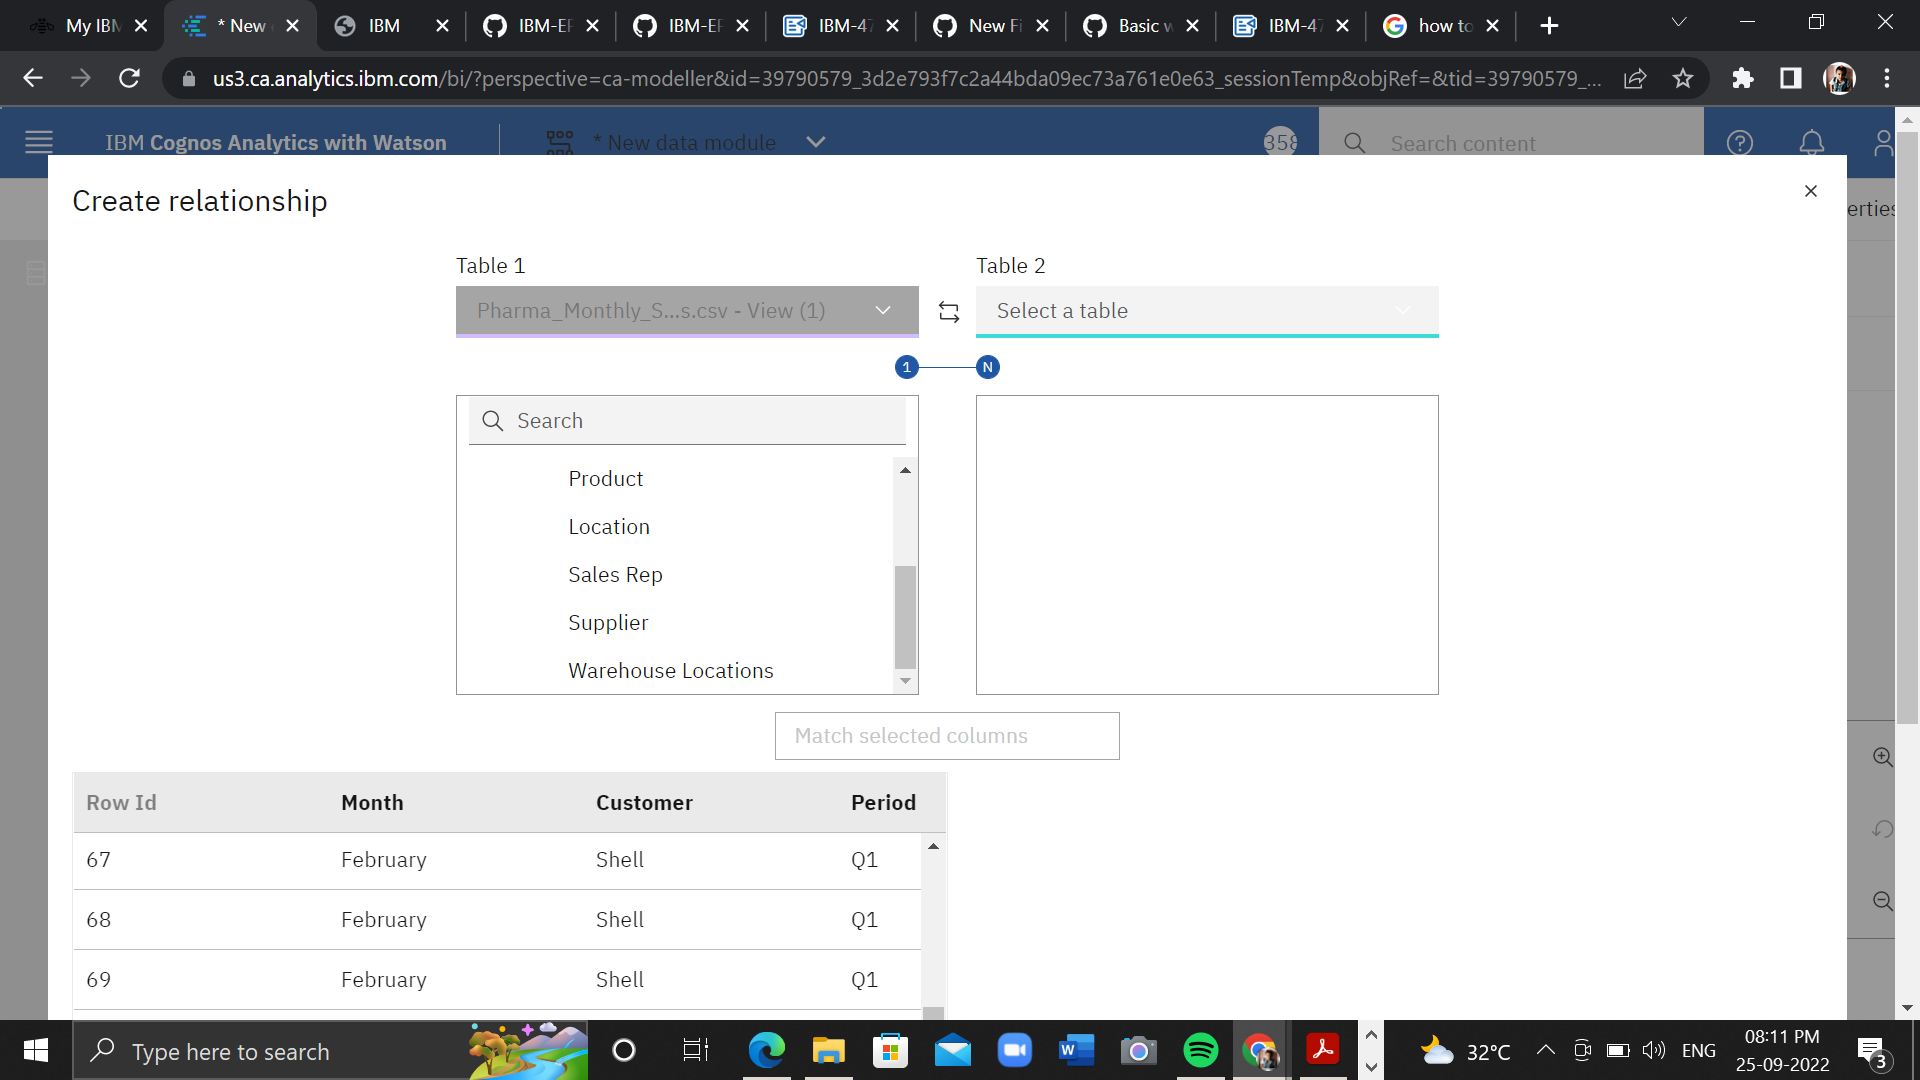 My IBM
* New
IBM
IBM-EP
IBM-EP
IBM-47
New Fi
Basic w
IBM-47
how to
us3.ca.analytics.ibm.com/bi/?perspective=ca-modeller&id=39790579_3d2e793f7c2a44bda09ec73a761e0e63_sessionTemp&objRef=&tid=39790579_...
IBM Cognos Analytics with Watson
* New data module
358
Search content
Create relationship
erties
Table 1
Table 2
Pharma_Monthly_S...s.csv - View (1)
Select a table
1
N
Search
Product
Location
Sales Rep
Supplier
Warehouse Locations
Match selected columns
Row Id Month Customer Period
67 February Shell Q1
68 February Shell Q1
69 February Shell Q1
Type here to search
32°C
ENG
08:11 PM
25-09-2022
3